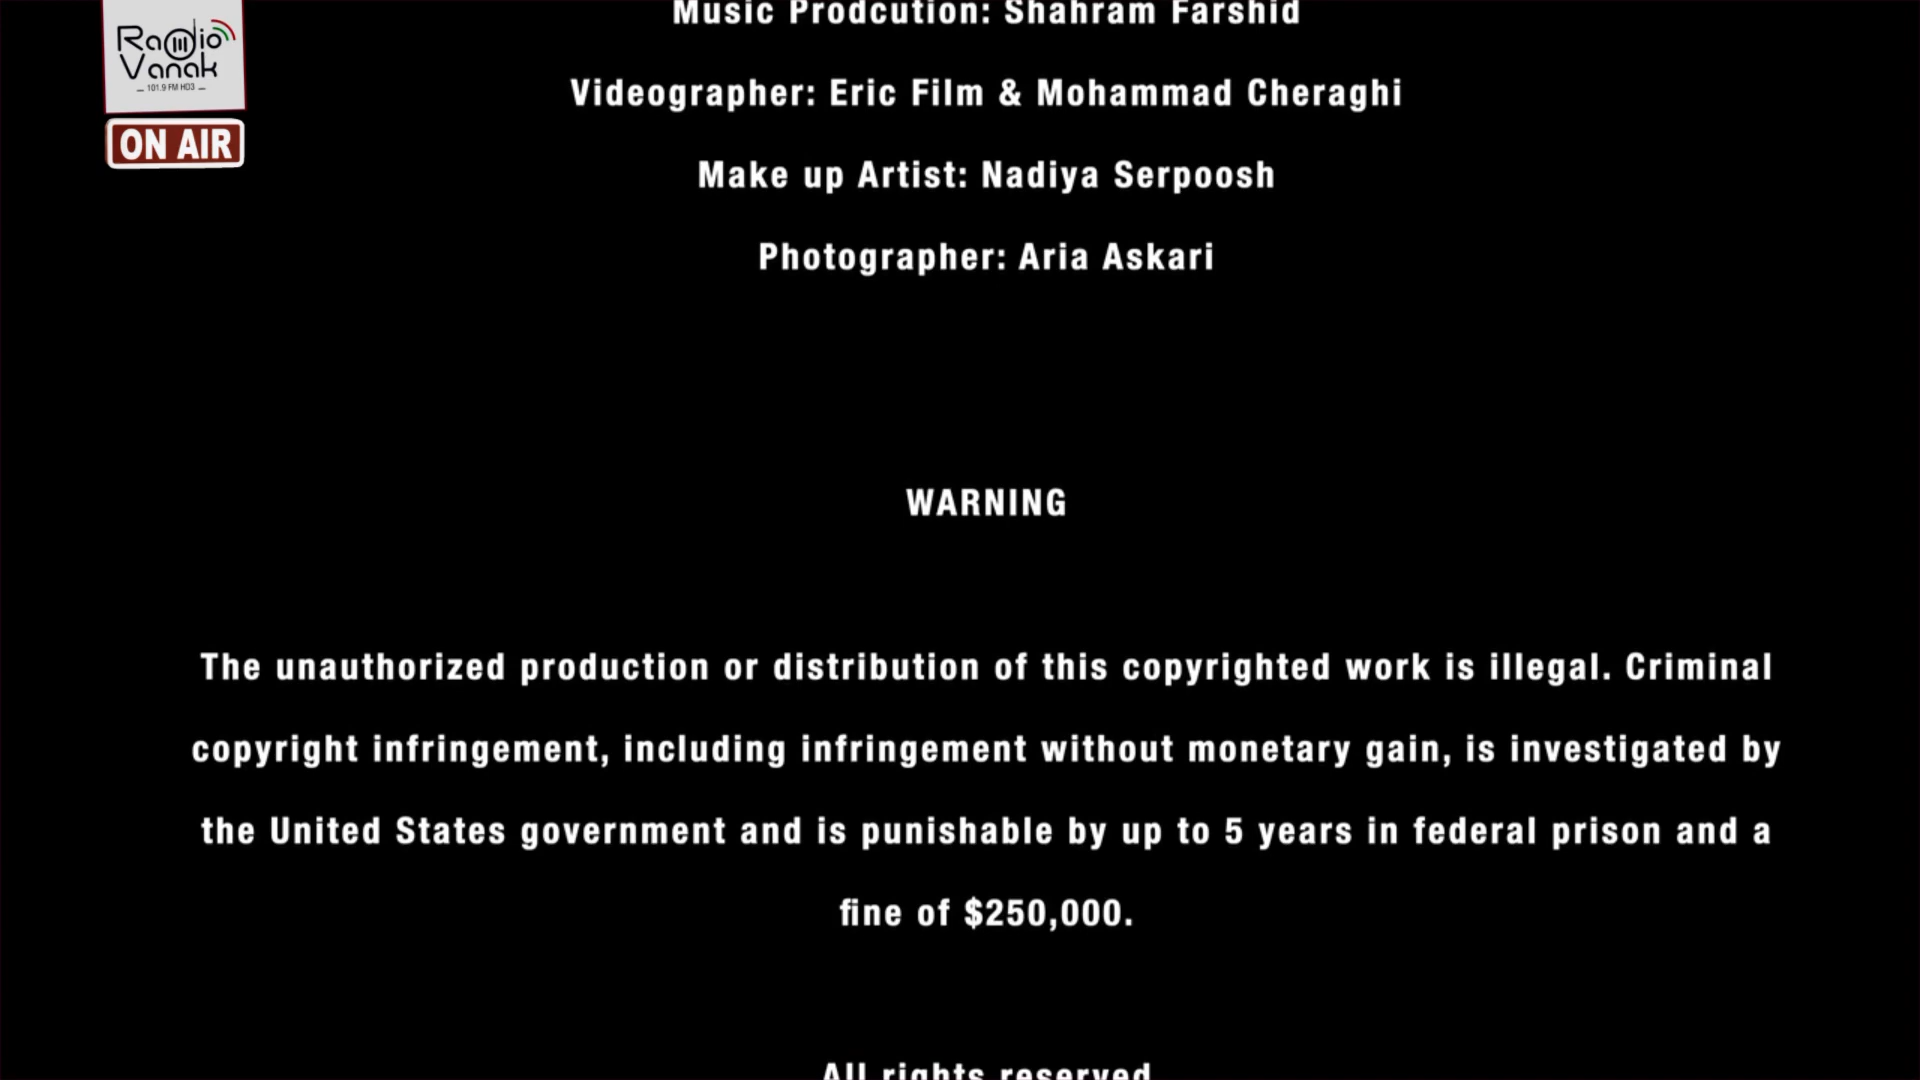 Radio
Vanak
101.9 FM HD3
ON AIR
Music Prodcution: Shahram Farshid
Videographer: Eric Film & Mohammad Cheraghi
Make up Artist: Nadiya Serpoosh
Photographer: Aria Askari
WARNING
The unauthorized production or distribution of this copyrighted work is illegal. Criminal
copyright infringement, including infringement without monetary gain, is investigated by
the United States government and is punishable by up to 5 years in federal prison and a
fine of $250,000.
All rights reserved